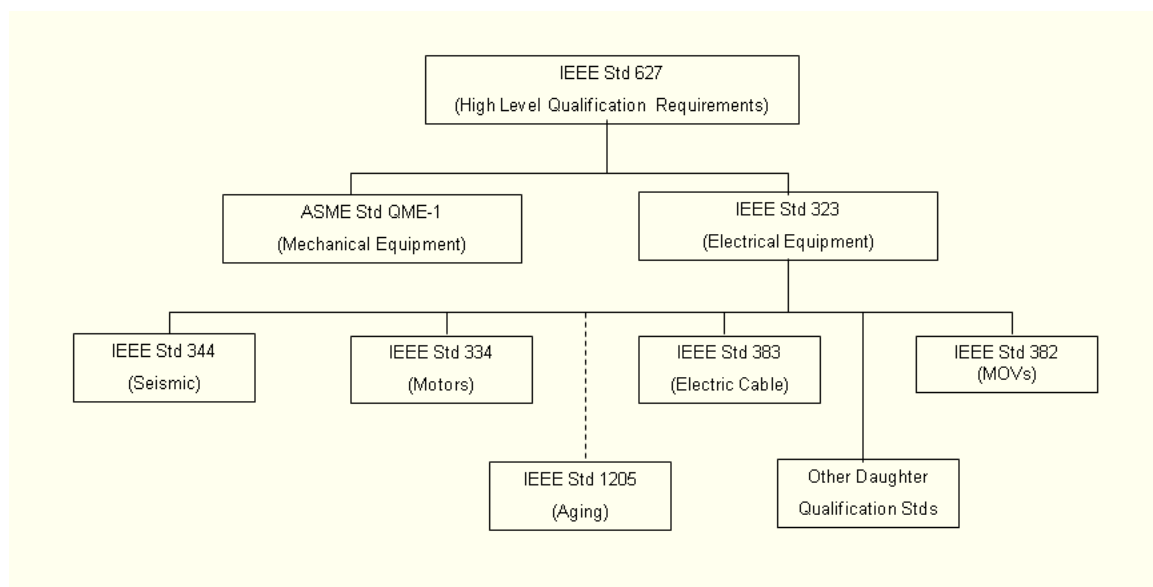 IEEE Std 627
(High Level Qualification Requirements)
ASME Std QME-1
(Mechanical Equipment)
IEEE Std 323
(Electrical Equipment)
IEEE Std 344
(Seismic)
IEEE Std 334
(Motors)
IEEE Std 383
(Electric Cable)
IEEE Std 382
(MOVs)
IEEE Std 1205
(Aging)
Other Daughter
Qualification Stds